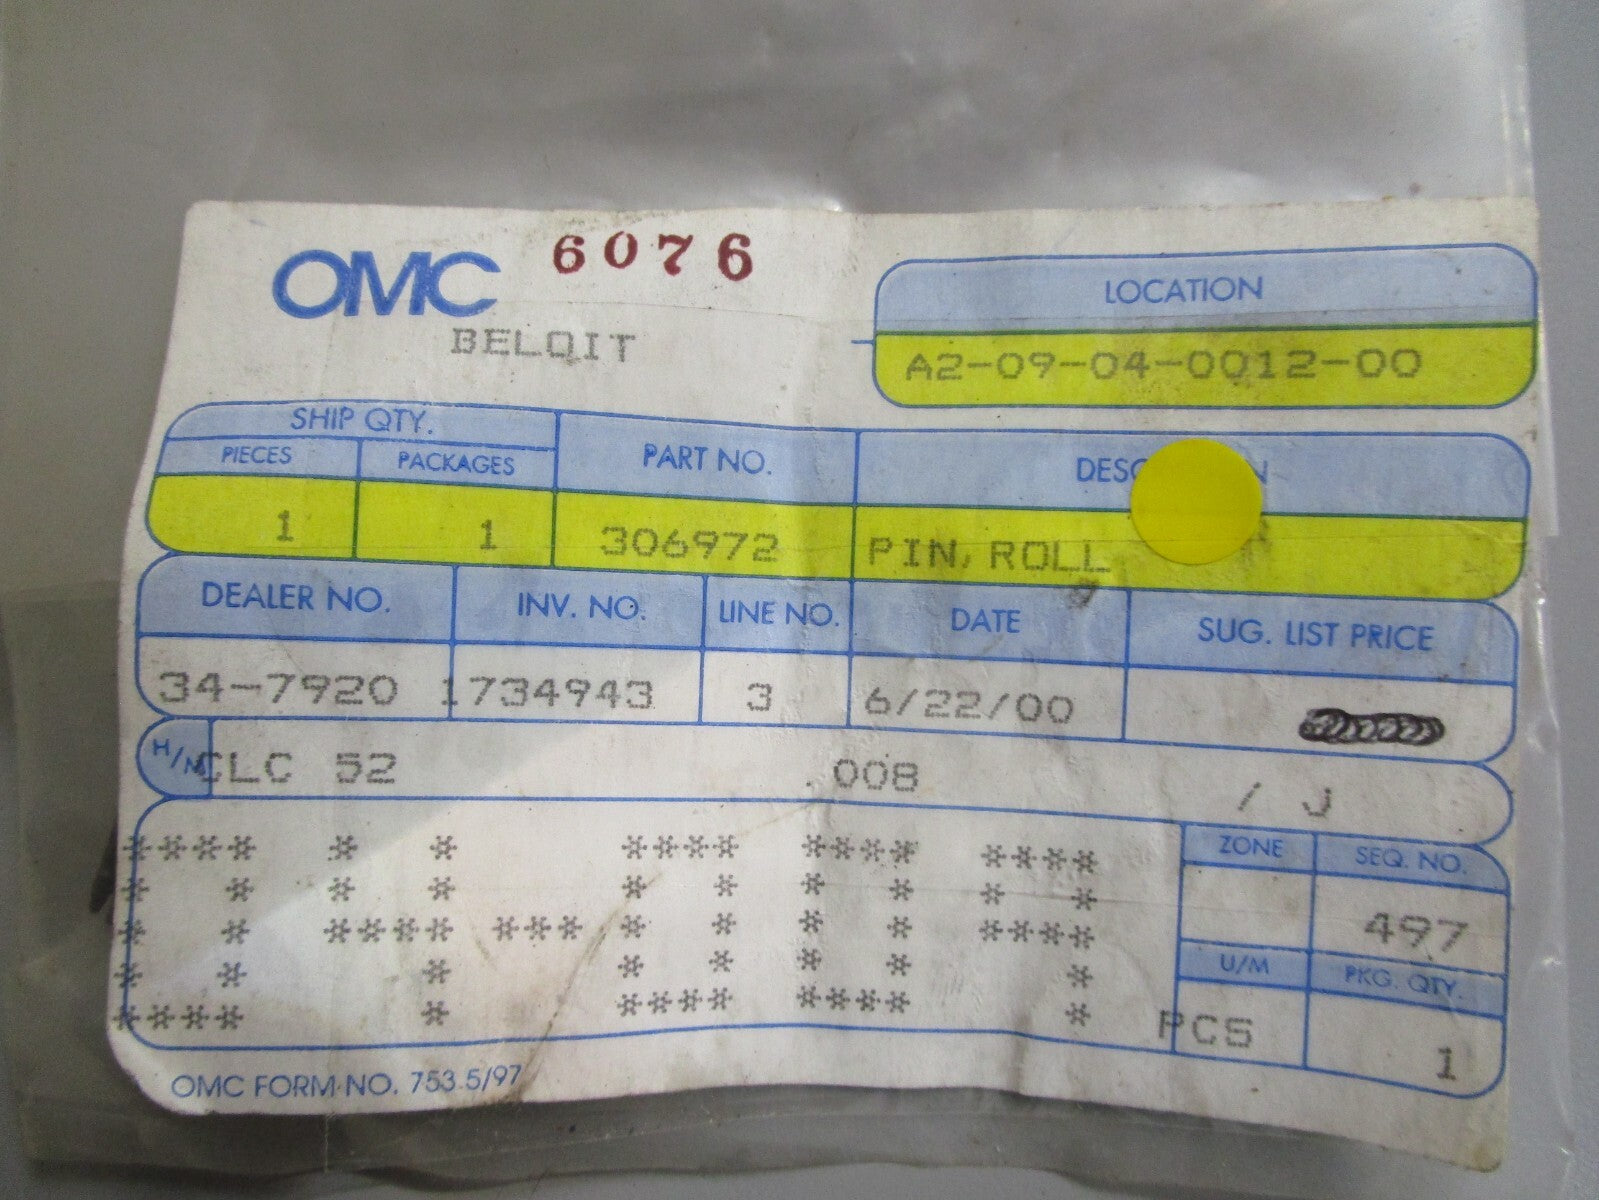 OMC 6076
BELOIT
LOCATION
A2-09-04-0012-00
SHIP QTY.
PIECES PACKAGES PART NO.
1 1 306972 PIN, ROLL
DEALER NO. INV. NO. LINE NO. DATE SUG. LIST PRICE
34-7920 1734943 3 6/22/00
H/M CLC 52 .008 / J
**** * * **** **** ****
* * * * * * * * * *
* * **** *** * * * * ****
* * * * * * * *
**** * **** **** *
ZONE SEQ. NO.
497
U/M PKG. QTY.
PCS 1
OMC FORM NO. 753 5/97